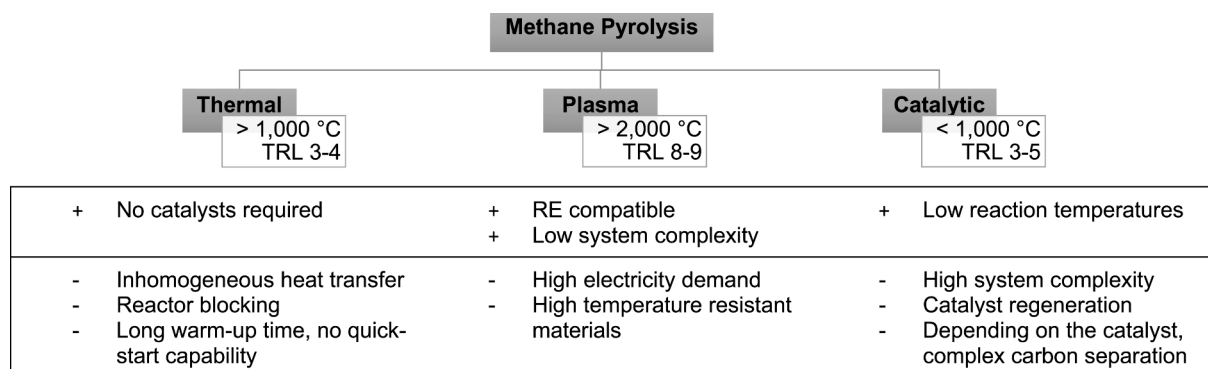 Methane Pyrolysis
Thermal
> 1,000 °C
TRL 3-4
Plasma
> 2,000 °C
TRL 8-9
Catalytic
< 1,000 °C
TRL 3-5
+ No catalysts required
+ RE compatible
+ Low system complexity
+ Low reaction temperatures
- Inhomogeneous heat transfer
- Reactor blocking
- Long warm-up time, no quick-
start capability
- High electricity demand
- High temperature resistant
materials
- High system complexity
- Catalyst regeneration
- Depending on the catalyst,
complex carbon separation